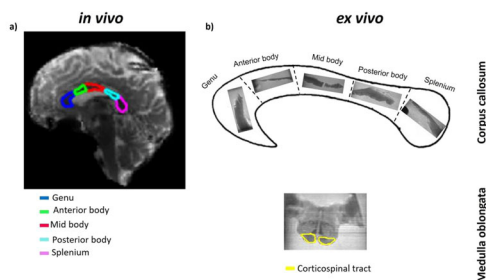 in vivo
ex vivo
a)
b)
Genu
Anterior body
Mid body
Posterior body
Splenium
Corpus callosum
Genu
Anterior body
Mid body
Posterior body
Splenium
Medulla oblongata
Corticospinal tract